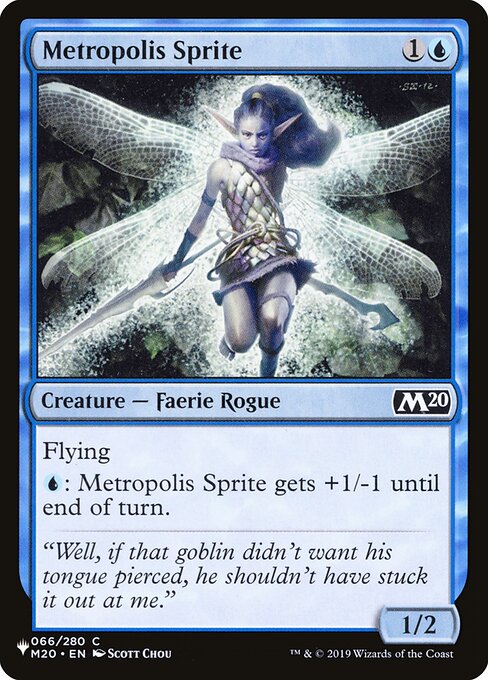 Metropolis Sprite 1
Creature — Faerie Rogue M20
Flying
: Metropolis Sprite gets +1/-1 until
end of turn.
“Well, if that goblin didn’t want his
tongue pierced, he shouldn’t have stuck
it out at me.”
1/2
066/280 C
M20 • EN Scott Chou
™ & © 2019 Wizards of the Coast